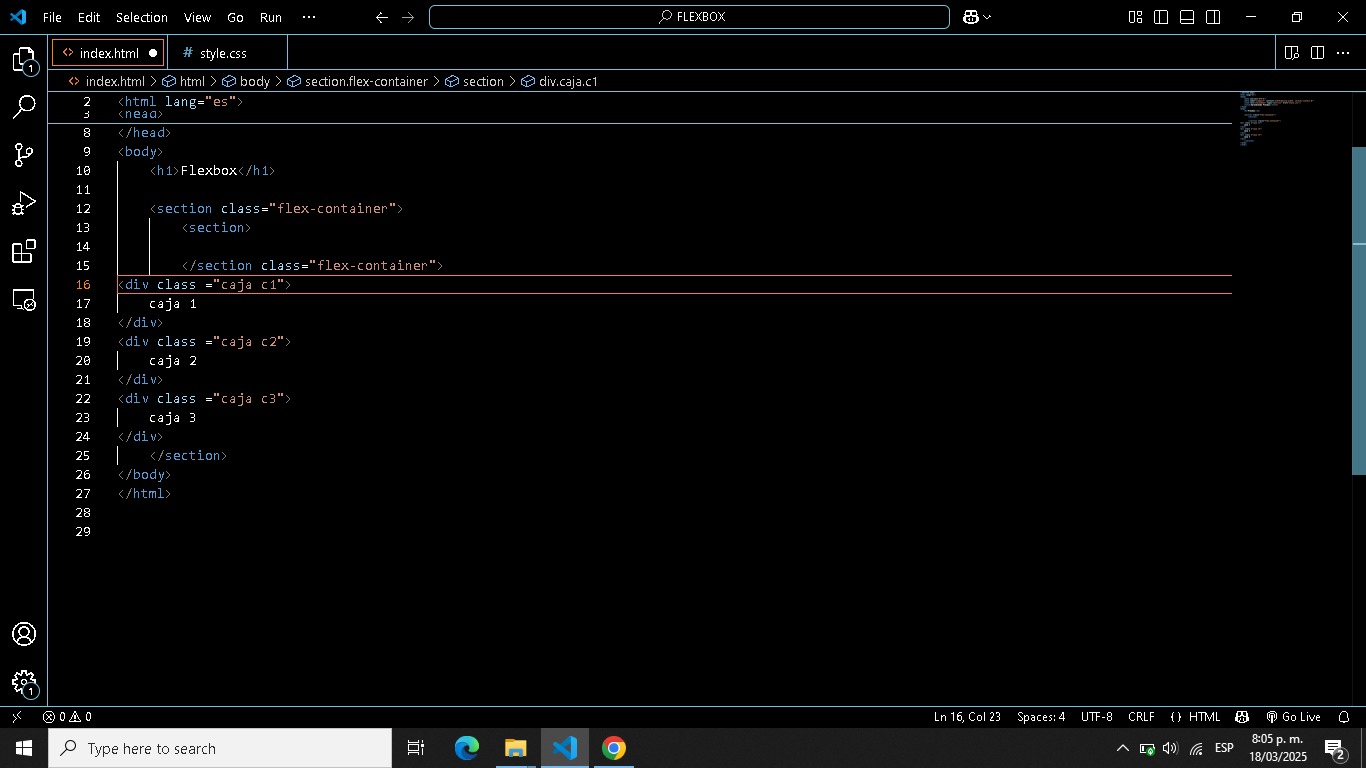 File Edit Selection View Go Run ··· FLEXBOX
index.html style.css
index.html > html > body > section.flex-container > section > div.caja.c1
2 <html lang="es">
3 <head>
8 </head>
9 <body>
10 <h1>Flexbox</h1>
11
12 <section class="flex-container">
13 <section>
14
15 </section class="flex-container">
16 <div class ="caja c1">
17 caja 1
18 </div>
19 <div class ="caja c2">
20 caja 2
21 </div>
22 <div class ="caja c3">
23 caja 3
24 </div>
25 </section>
26 </body>
27 </html>
28
29
1
1
0 0 Ln 16, Col 23 Spaces: 4 UTF-8 CRLF {} HTML Go Live
Type here to search ESP 8:05 p. m.
18/03/2025 2